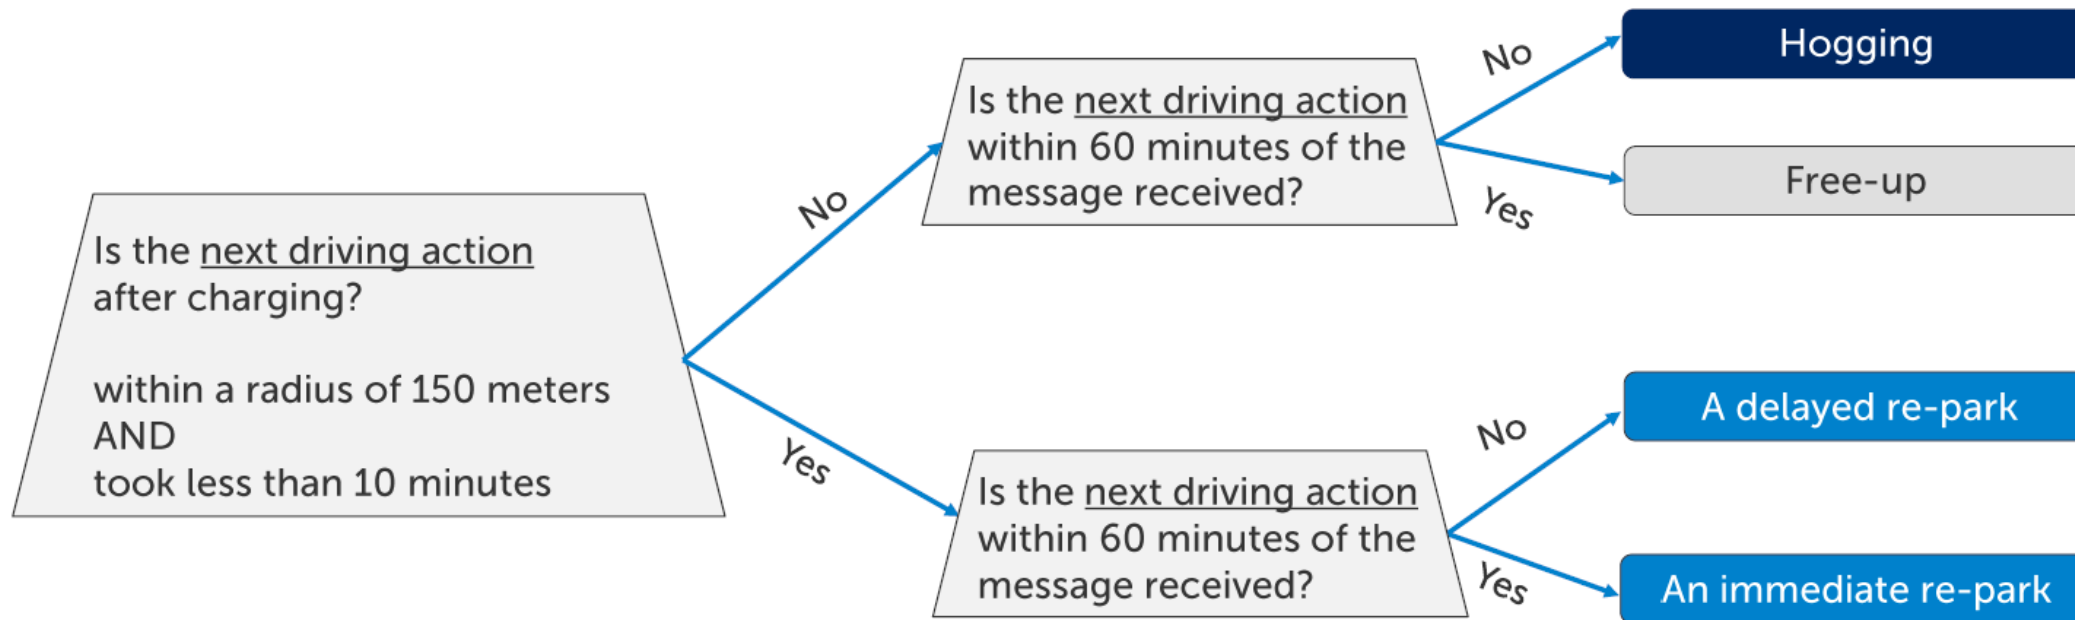 Is the next driving action
after charging?
within a radius of 150 meters
AND
took less than 10 minutes
No
Yes
Is the next driving action
within 60 minutes of the
message received?
No
Yes
Hogging
Free-up
Is the next driving action
within 60 minutes of the
message received?
No
Yes
A delayed re-park
An immediate re-park